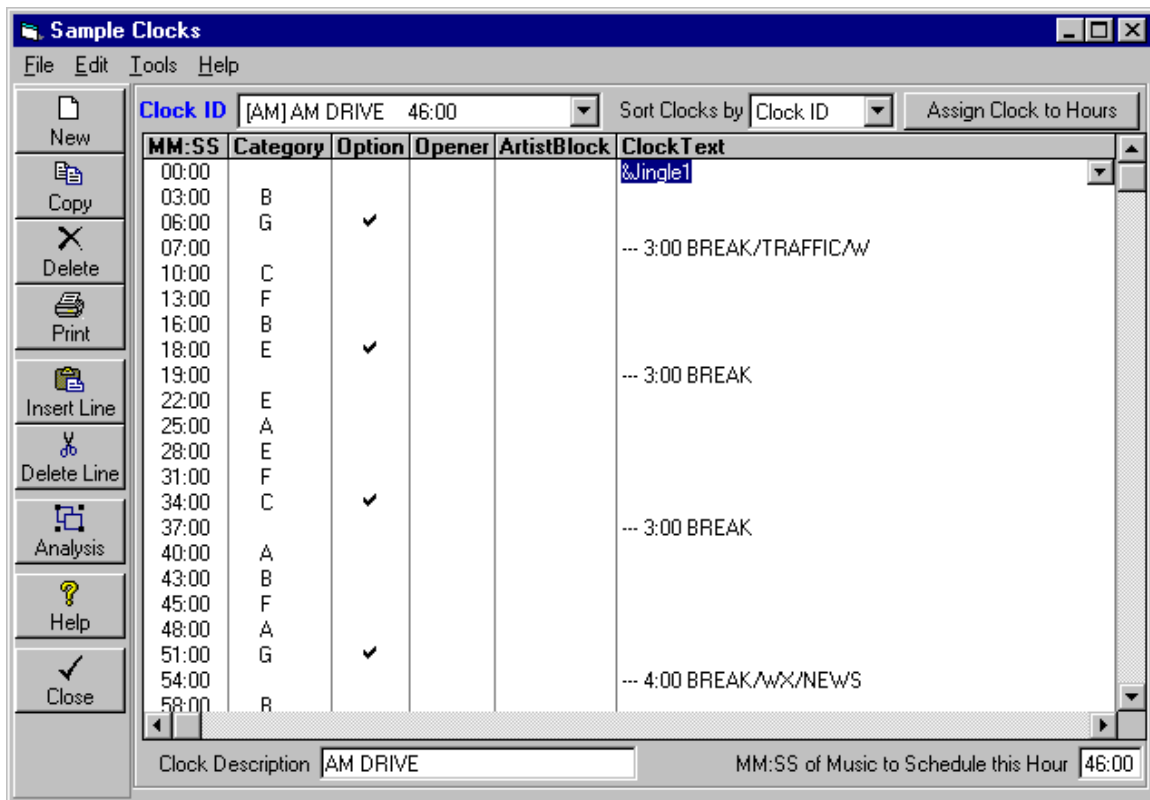 Sample Clocks
File Edit Tools Help
Clock ID [AM] AM DRIVE 46:00 Sort Clocks by Clock ID Assign Clock to Hours
New
Copy
Delete
Print
Insert Line
Delete Line
Analysis
Help
Close
MM:SS Category Option Opener ArtistBlock ClockText
00:00 &Jingle1
03:00 B
06:00 G ✔
07:00 --- 3:00 BREAK/TRAFFIC/W
10:00 C
13:00 F
16:00 B
18:00 E ✔
19:00 --- 3:00 BREAK
22:00 E
25:00 A
28:00 E
31:00 F
34:00 C ✔
37:00 --- 3:00 BREAK
40:00 A
43:00 B
45:00 F
48:00 A
51:00 G ✔
54:00 --- 4:00 BREAK/WX/NEWS
58:00 B
Clock Description AM DRIVE MM:SS of Music to Schedule this Hour 46:00